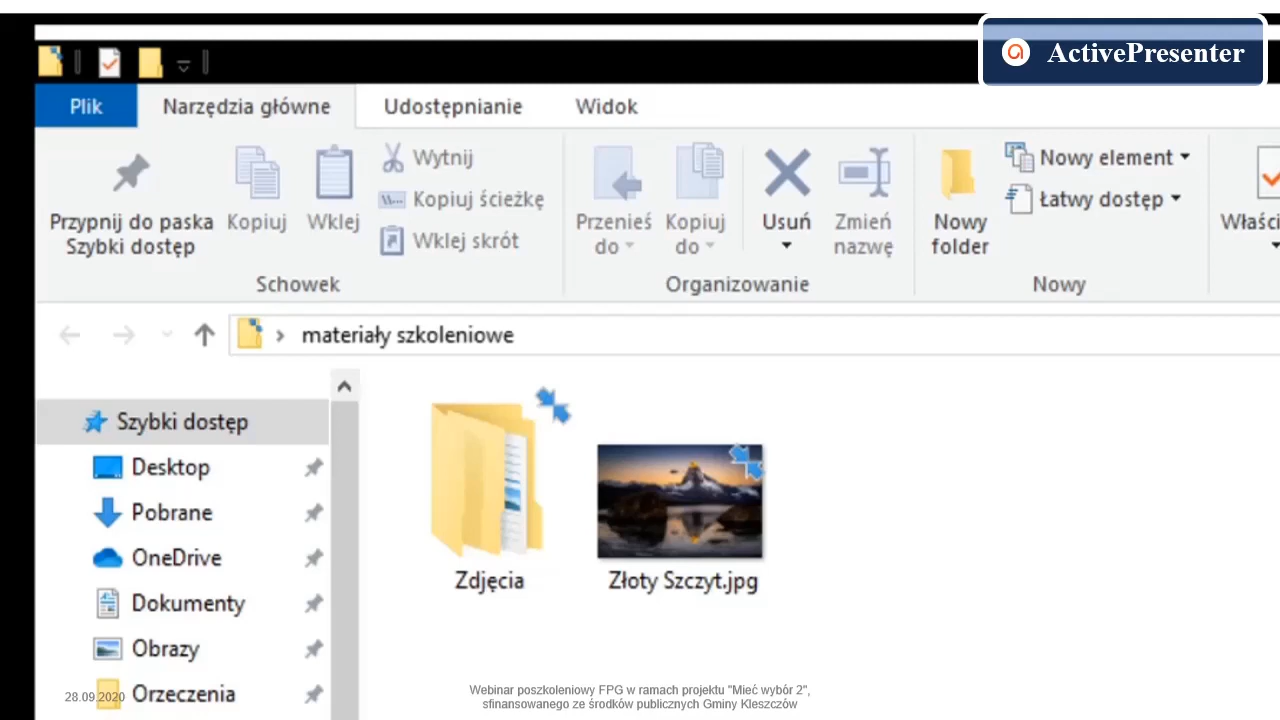 ActivePresenter
Plik Narzędzia główne Udostępnianie Widok
Przypnij do paska
Szybki dostęp
Kopiuj
Wklej
Wytnij
Kopiuj ścieżkę
Wklej skrót
Schowek
Przenieś
do
Kopiuj
do
Usuń
Zmień
nazwę
Organizowanie
Nowy
folder
Nowy element
Łatwy dostęp
Nowy
Właści
materiały szkoleniowe
Szybki dostęp
Desktop
Pobrane
OneDrive
Dokumenty
Obrazy
Orzeczenia
Zdjęcia
Złoty Szczyt.jpg
28.09.2020
Webinar poszkoleniowy FPG w ramach projektu "Mieć wybór 2",
sfinansowanego ze środków publicznych Gminy Kleszczów